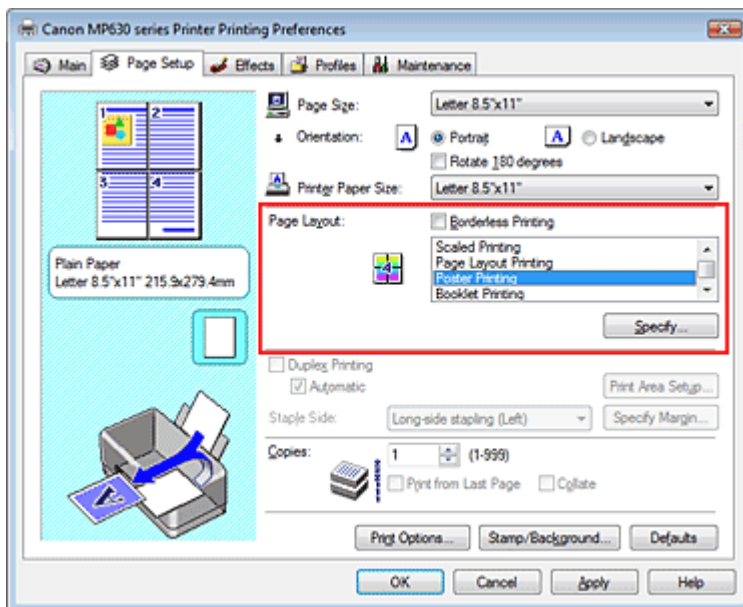 Canon MP630 series Printer Printing Preferences
Main Page Setup Effects Profiles Maintenance
1 2
3 4
Plain Paper
Letter 8.5"x11" 215.9x279.4mm
Page Size: Letter 8.5"x11"
Orientation: A Portrait A Landscape
Rotate 180 degrees
Printer Paper Size: Letter 8.5"x11"
Page Layout: Borderless Printing
Scaled Printing
Page Layout Printing
Poster Printing
Booklet Printing
Specify...
Duplex Printing
Automatic Print Area Setup...
Staple Side: Long-side stapling (Left) Specify Margin...
Copies: 1 (1-999)
Print from Last Page Collate
Print Options... Stamp/Background... Defaults
OK Cancel Apply Help